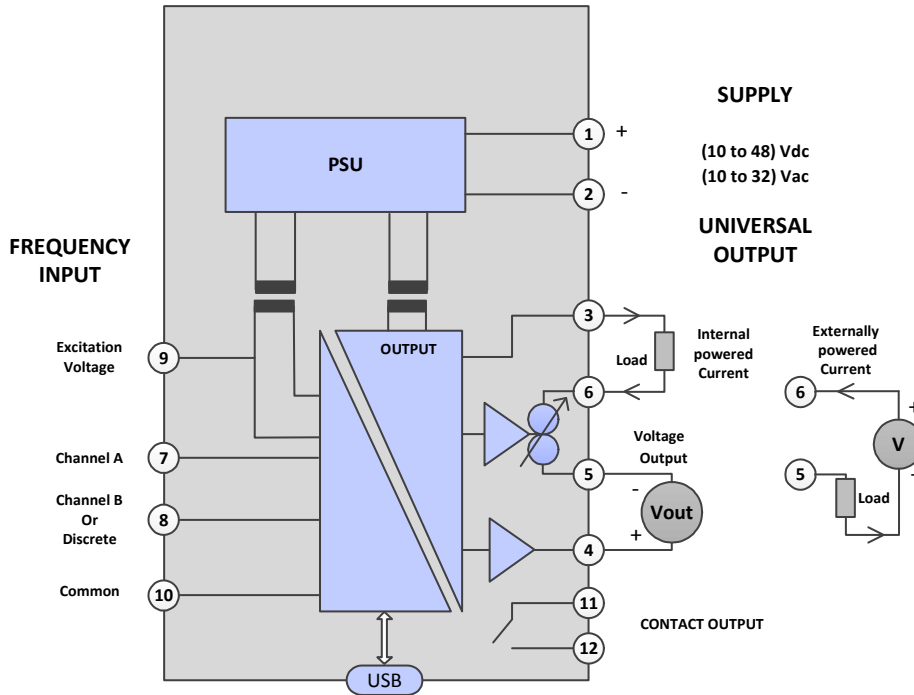 SUPPLY
1 +
(10 to 48) Vdc
PSU
(10 to 32) Vac
2 -
UNIVERSAL
OUTPUT
FREQUENCY
INPUT
3
Internal
powered
Current
Externally
powered
Current
Load
OUTPUT
Excitation
Voltage
9
6
6
+
V
-
Voltage
Output
Channel A
7
5
5
Load
-
Vout
+
Channel B
Or
Discrete
8
4
Common
10
11
CONTACT OUTPUT
12
USB